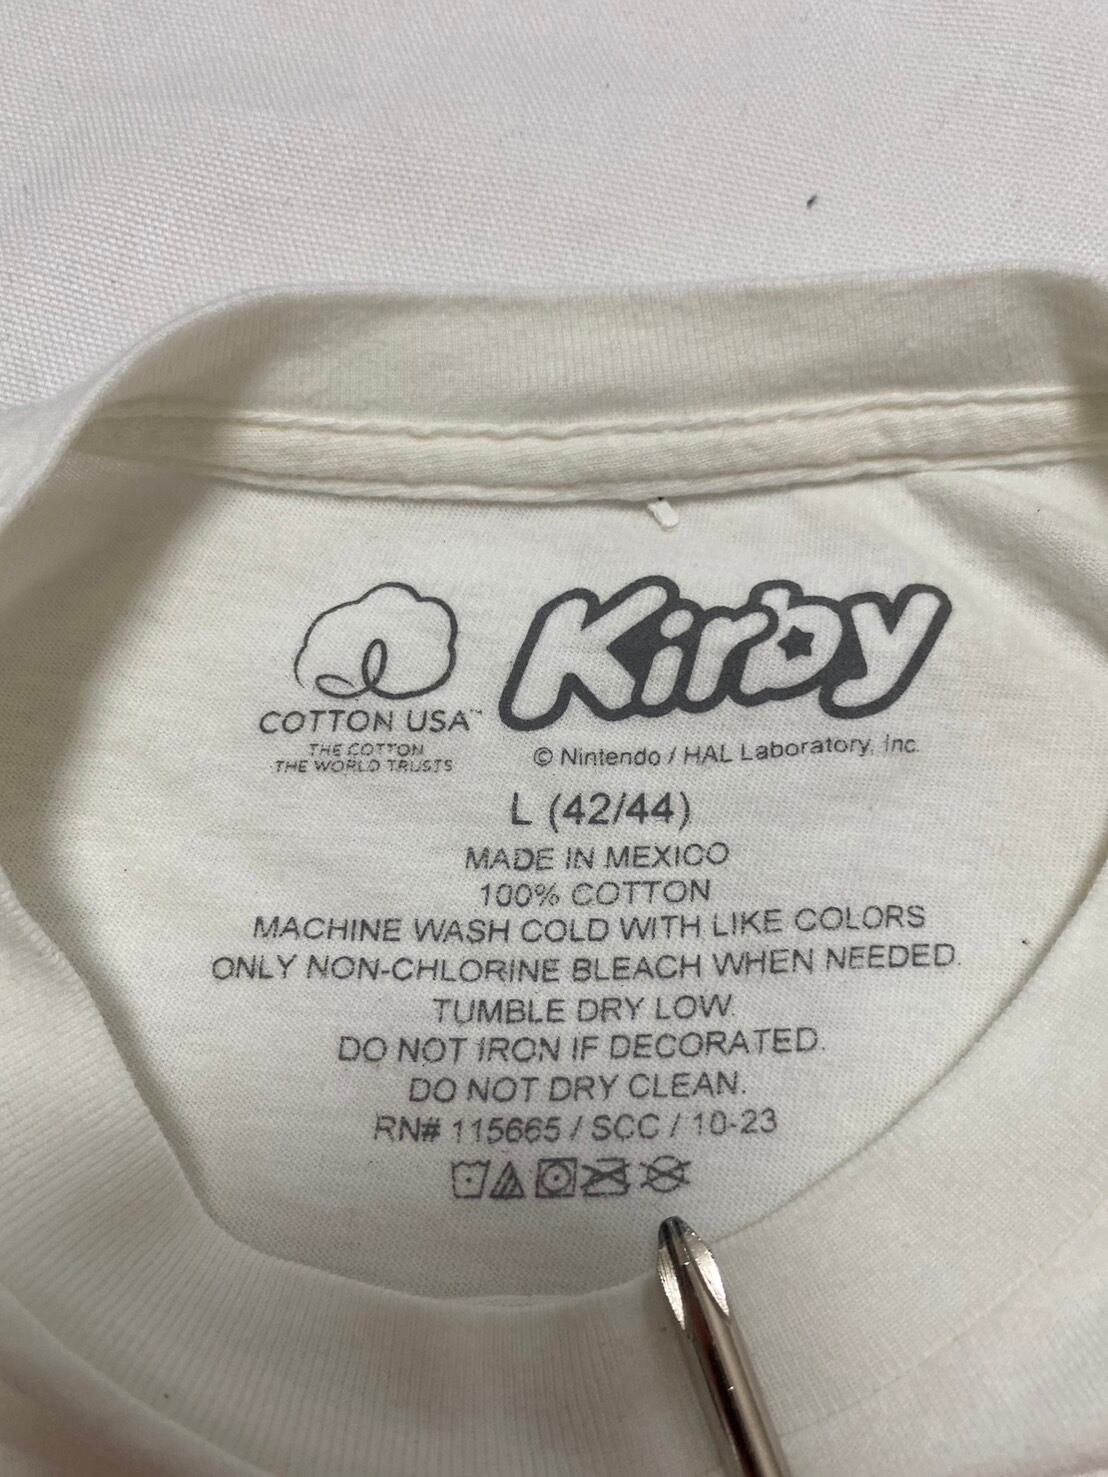 Kirby
COTTON USA™
THE COTTON
THE WORLD TRUSTS
© Nintendo / HAL Laboratory, Inc.
L (42/44)
MADE IN MEXICO
100% COTTON
MACHINE WASH COLD WITH LIKE COLORS
ONLY NON-CHLORINE BLEACH WHEN NEEDED.
TUMBLE DRY LOW.
DO NOT IRON IF DECORATED.
DO NOT DRY CLEAN.
RN# 115665 / SCC / 10-23